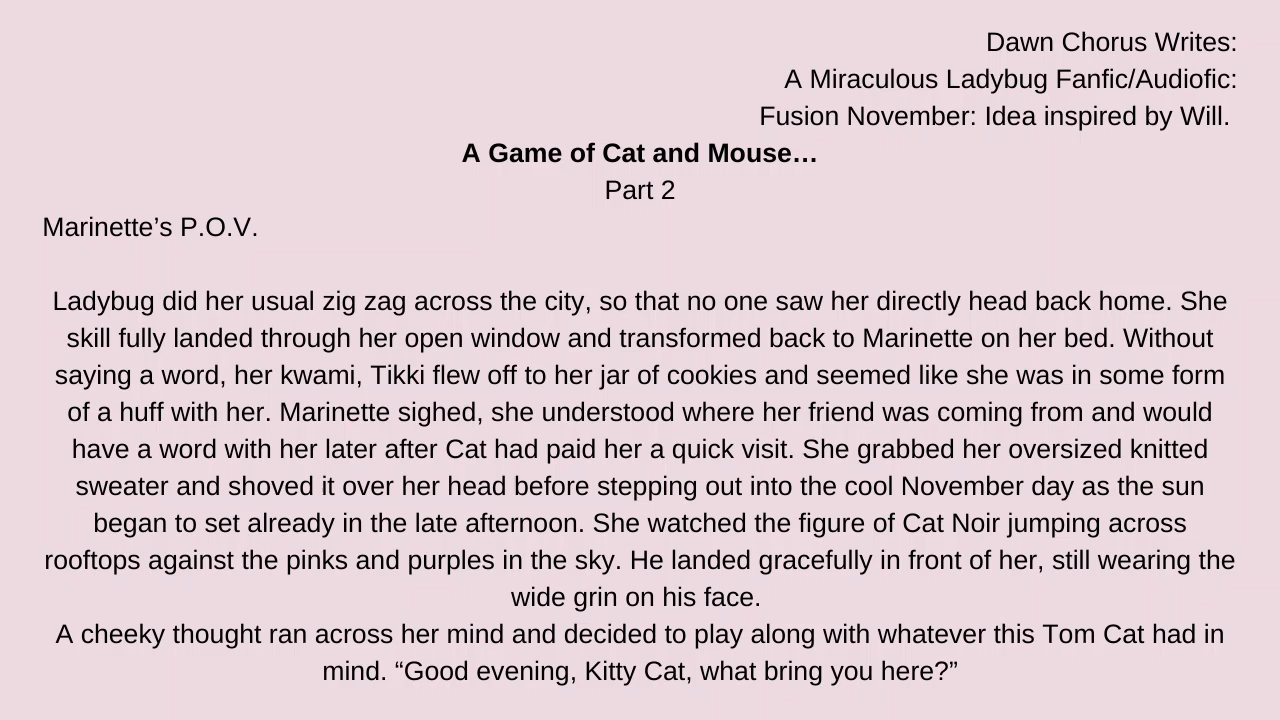 Dawn Chorus Writes:
A Miraculous Ladybug Fanfic/Audiofic:
Fusion November: Idea inspired by Will.
A Game of Cat and Mouse…
Part 2
Marinette’s P.O.V.
Ladybug did her usual zig zag across the city, so that no one saw her directly head back home. She
skill fully landed through her open window and transformed back to Marinette on her bed. Without
saying a word, her kwami, Tikki flew off to her jar of cookies and seemed like she was in some form
of a huff with her. Marinette sighed, she understood where her friend was coming from and would
have a word with her later after Cat had paid her a quick visit. She grabbed her oversized knitted
sweater and shoved it over her head before stepping out into the cool November day as the sun
began to set already in the late afternoon. She watched the figure of Cat Noir jumping across
rooftops against the pinks and purples in the sky. He landed gracefully in front of her, still wearing the
wide grin on his face.
A cheeky thought ran across her mind and decided to play along with whatever this Tom Cat had in
mind. “Good evening, Kitty Cat, what bring you here?”